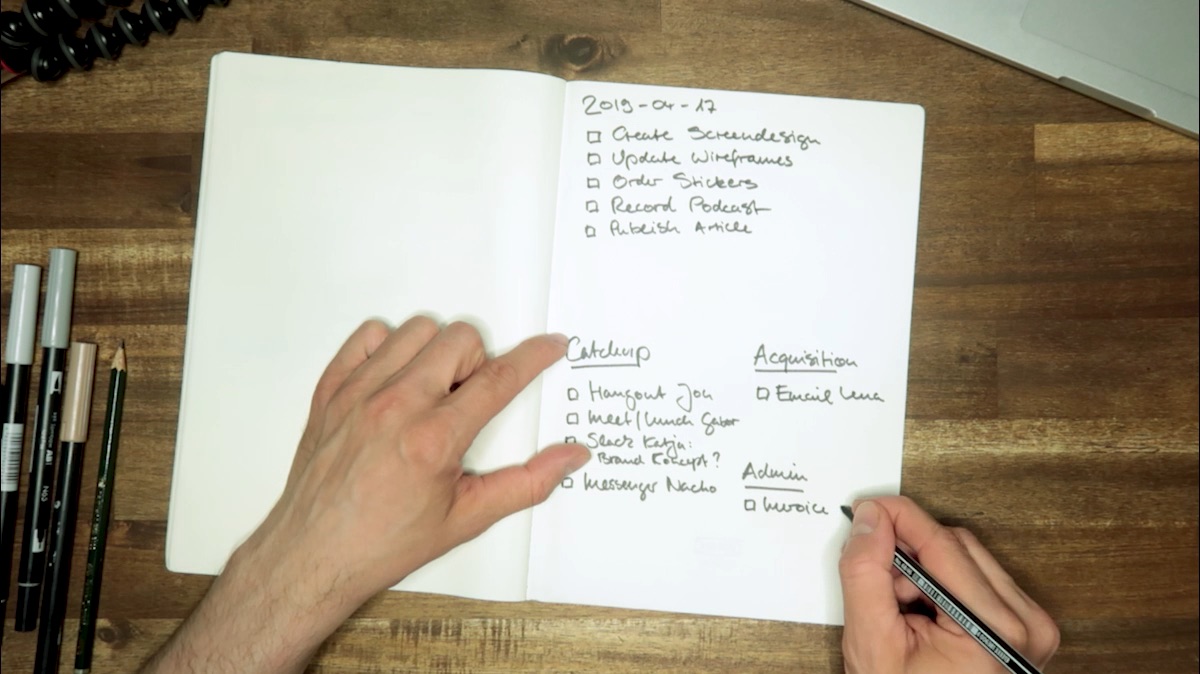 2019-04-17
Create Screendesign
Update Wireframes
Order Stickers
Record Podcast
Publish Article
Catchup
Hangout Jon
Meet/Lunch Gabor
Slack Katja:
Brand Koncept?
Messenger Nacho
Acquisition
Email Lena
Admin
Invoice